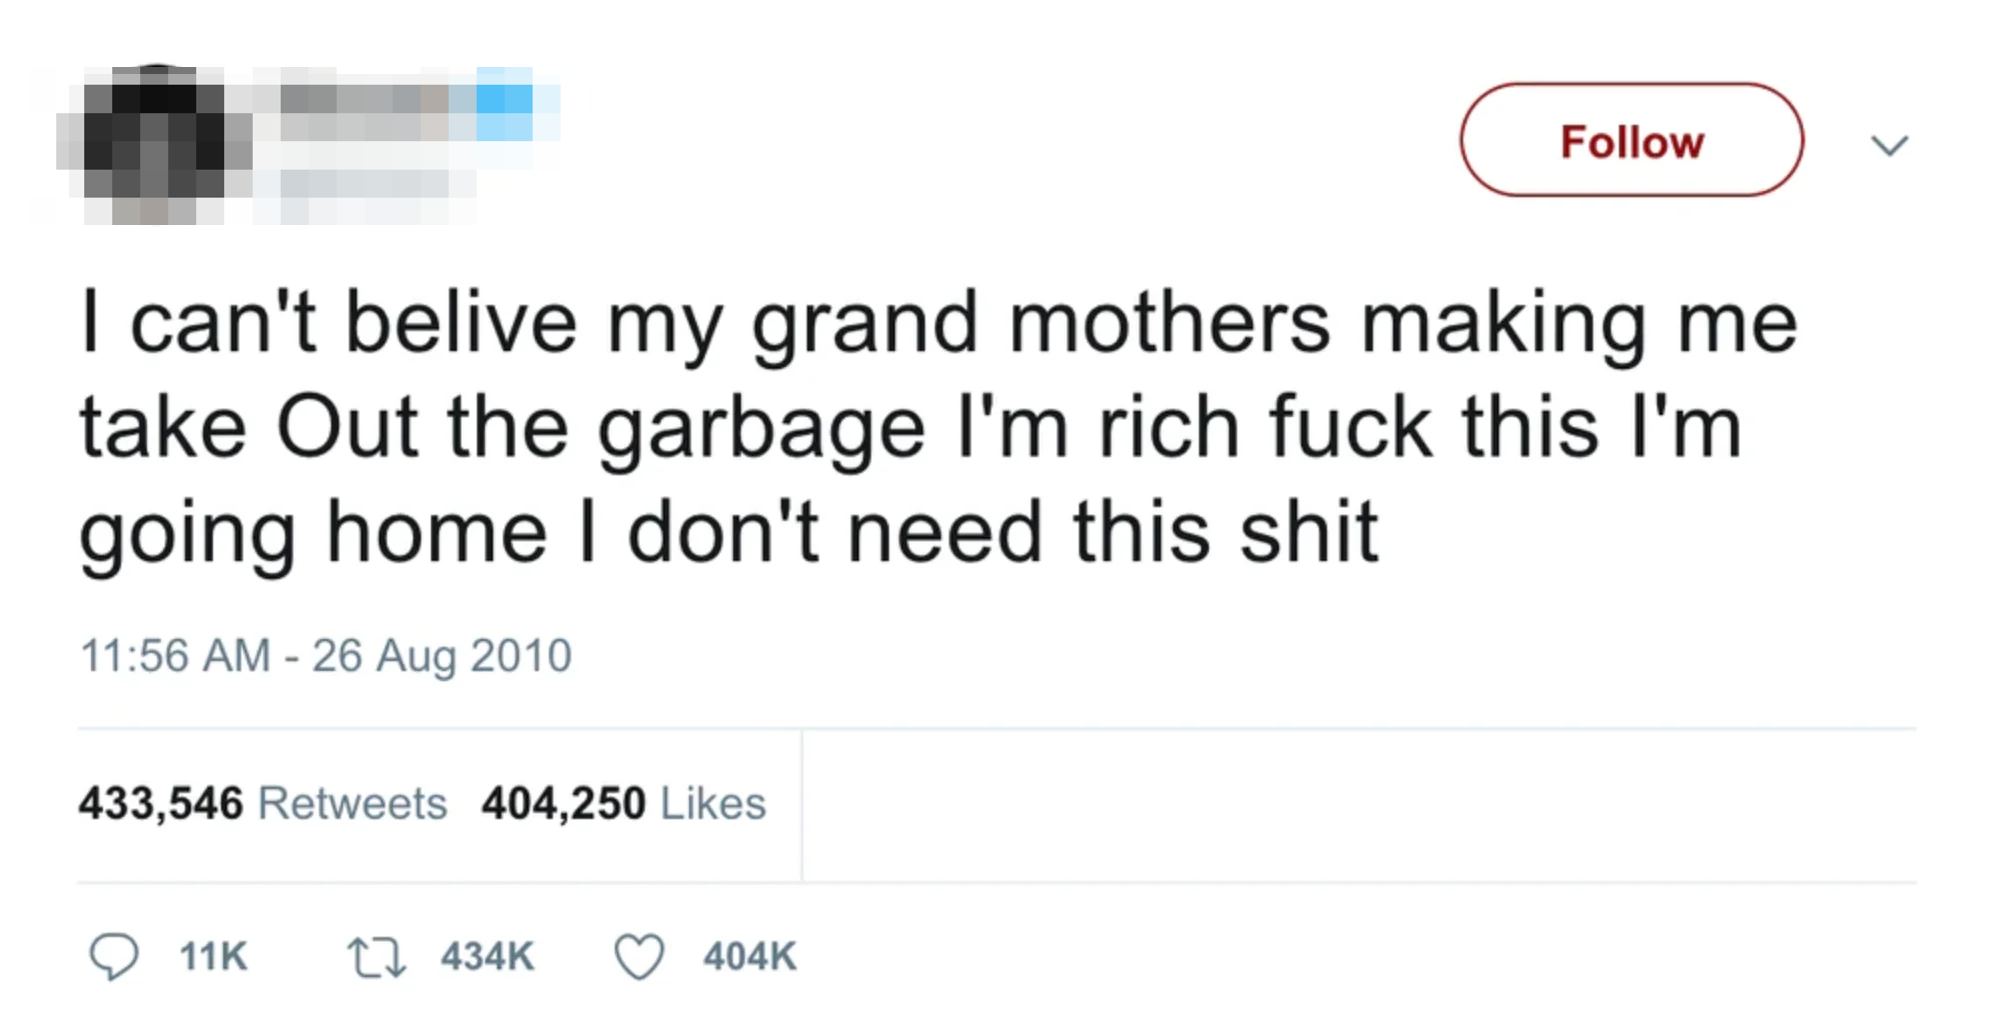 Follow
I can't belive my grand mothers making me
take Out the garbage I'm rich fuck this I'm
going home I don't need this shit
11:56 AM - 26 Aug 2010
433,546 Retweets 404,250 Likes
11K 434K 404K